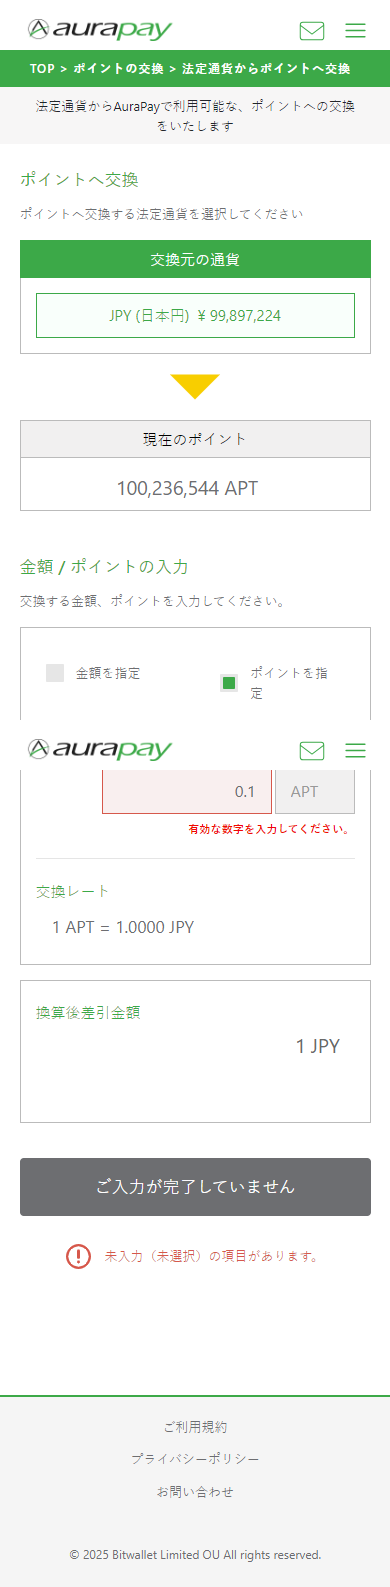 aurapay
TOP > ポイントの交換 > 法定通貨からポイントへ交換
法定通貨からAuraPayで利用可能な、ポイントへの交換
をいたします
ポイントへ交換
ポイントへ交換する法定通貨を選択してください
交換元の通貨
JPY (日本円) ¥ 99,897,224
現在のポイント
100,236,544 APT
金額 / ポイントの入力
交換する金額、ポイントを入力してください。
金額を指定
ポイントを指
定
aurapay
0.1 APT
有効な数字を入力してください。
交換レート
1 APT = 1.0000 JPY
換算後差引金額
1 JPY
ご入力が完了していません
未入力（未選択）の項目があります。
ご利用規約
プライバシーポリシー
お問い合わせ
© 2025 Bitwallet Limited OU All rights reserved.